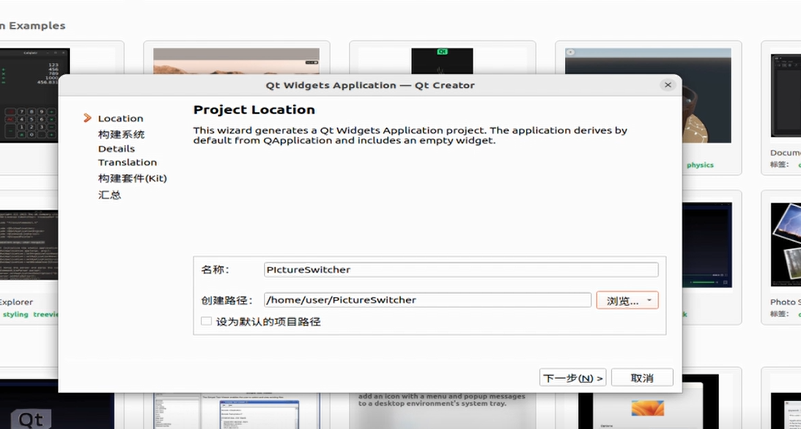 n Examples
Qt
Qt Widgets Application — Qt Creator
Location
构建系统
Details
Translation
构建套件(Kit)
汇总
Project Location
This wizard generates a Qt Widgets Application project. The application derives by
default from QApplication and includes an empty widget.
名称：
PIctureSwitcher
创建路径：
/home/user/PictureSwitcher
浏览...
设为默认的项目路径
下一步(N) >
取消
physics
Docum
标签：
Explorer
styling treevie
Photo S
标签：
add an icon with a menu and popup messages
to a desktop environment's system tray.
Qt